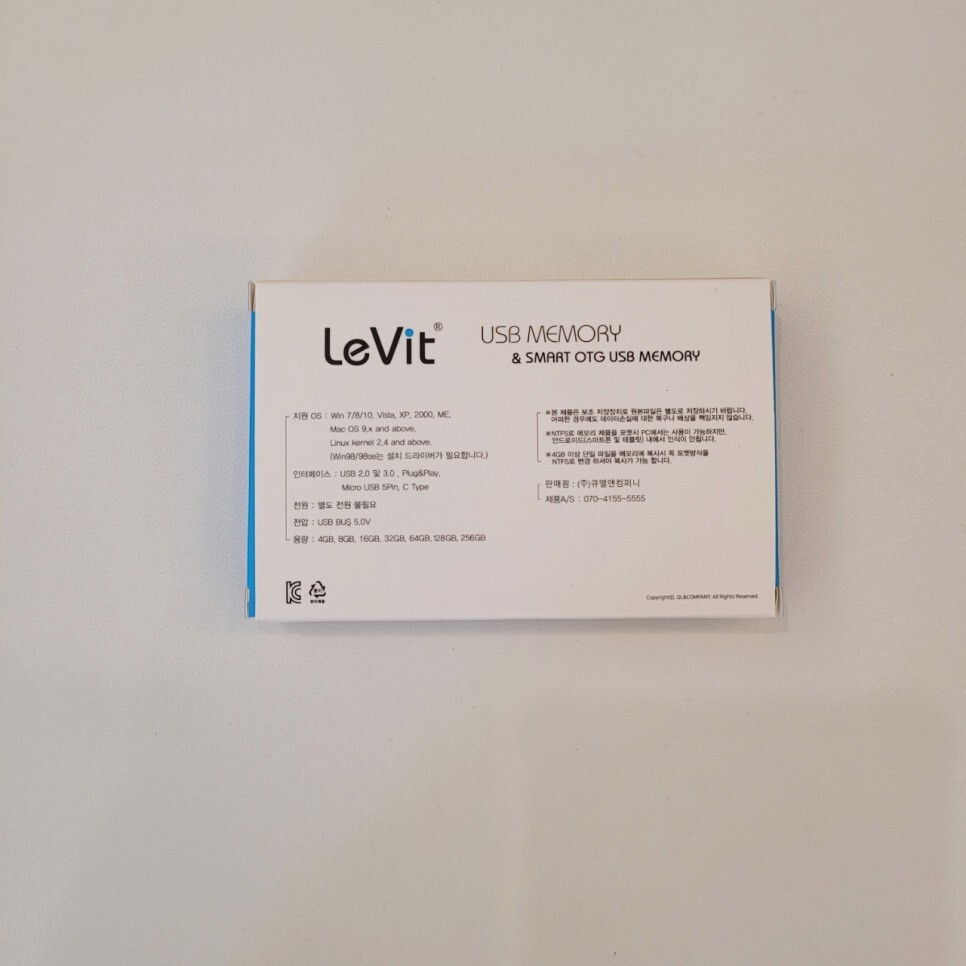 LeVit®
USB MEMORY
& SMART OTG USB MEMORY
지원 OS : Win 7/8/10, Vista, XP, 2000, ME,
Mac OS 9.x and above,
Linux kernel 2.4 and above.
(Win98/98se는 설치 드라이버가 필요합니다.)
인터페이스 : USB 2.0 및 3.0 , Plug&Play,
Micro USB 5Pin, C Type
전원 : 별도 전원 불필요
전압 : USB BUS 5.0V
용량 : 4GB, 8GB, 16GB, 32GB, 64GB, 128GB, 256GB
※본 제품은 보조 저장장치로 원본파일은 별도로 저장하시기 바랍니다.
어떠한 경우에도 데이터손실에 대한 복구나 배상을 책임지지 않습니다.
※NTFS로 메모리 제품을 포맷시 PC에서는 사용이 가능하지만,
안드로이드(스마트폰 및 태블릿) 내에서 인식이 안됩니다.
※4GB 이상 단일 파일을 메모리에 복사시 꼭 포맷방식을
NTFS로 변경 하셔야 복사가 가능 합니다.
판매원 : (주)큐엘앤컴퍼니
제품A/S : 070-4155-5555
Copyright©. QL&COMPANY. All Rights Reserved.